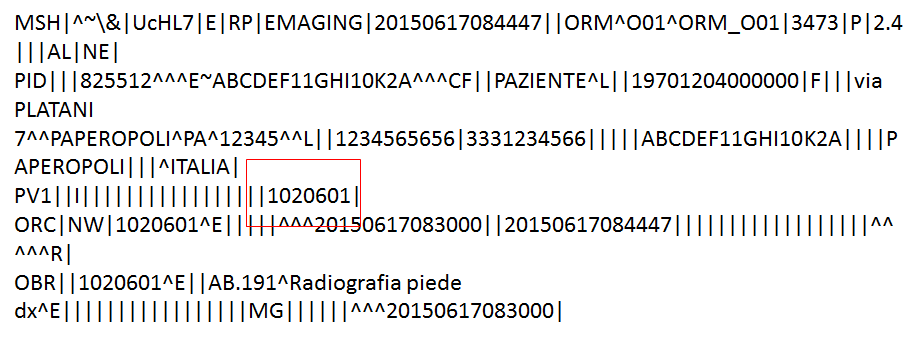 MSH|^~\&|UcHL7|E|RP|EMAGING|20150617084447||ORM^O01^ORM_O01|3473|P|2.4
|||AL|NE|
PID|||825512^^^E~ABCDEF11GHI10K2A^^^CF||PAZIENTE^L||19701204000000|F|||via
PLATANI
7^^PAPEROPOLI^PA^12345^^L||1234565656|3331234566|||||ABCDEF11GHI10K2A||||P
APEROPOLI|||^ITALIA|
PV1||I|||||||||||||||||1020601|
ORC|NW|1020601^E|||||^^^20150617083000||20150617084447||||||||||||||||||^^
^^^^R|
OBR||1020601^E||AB.191^Radiografia piede
dx^E|||||||||||||||||MG||||||^^^20150617083000|